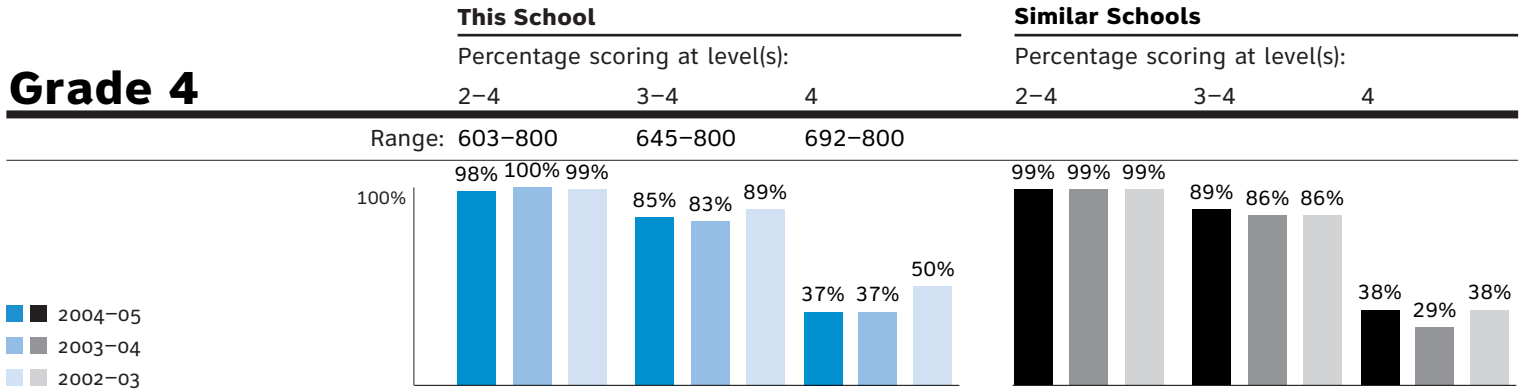 This School Similar Schools
Percentage scoring at level(s): Percentage scoring at level(s):
Grade 4 2–4 3–4 4 2–4 3–4 4
Range: 603–800 645–800 692–800
98% 100% 99% 85% 83% 89% 37% 37% 50% 99% 99% 99% 89% 86% 86% 38% 29% 38%
100%
2004–05
2003–04
2002–03